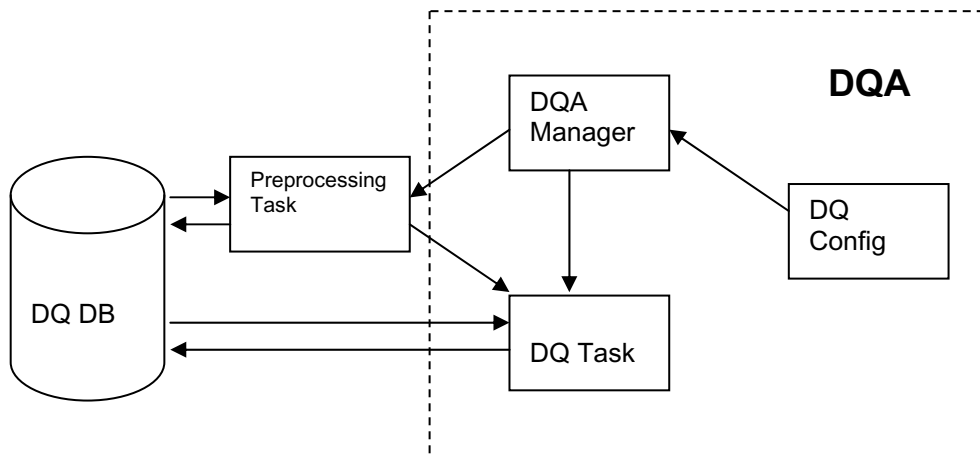 DQA
DQA
Manager
Preprocessing
Task
DQ
Config
DQ DB
DQ Task